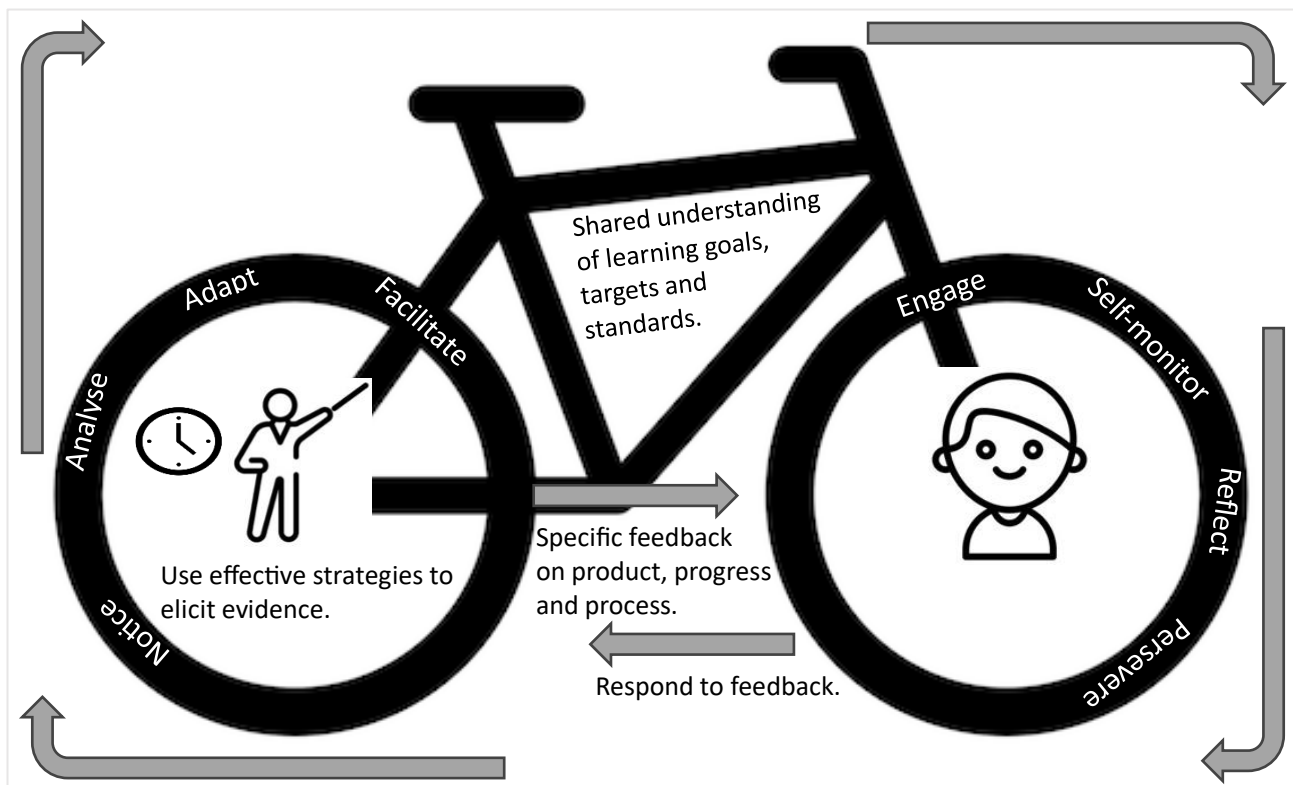 Shared understanding
of learning goals,
targets and
standards.
Notice
Analyse
Adapt
Facilitate
Use effective strategies to
elicit evidence.
Specific feedback
on product, progress
and process.
Respond to feedback.
Engage
Self-monitor
Reflect
Persevere